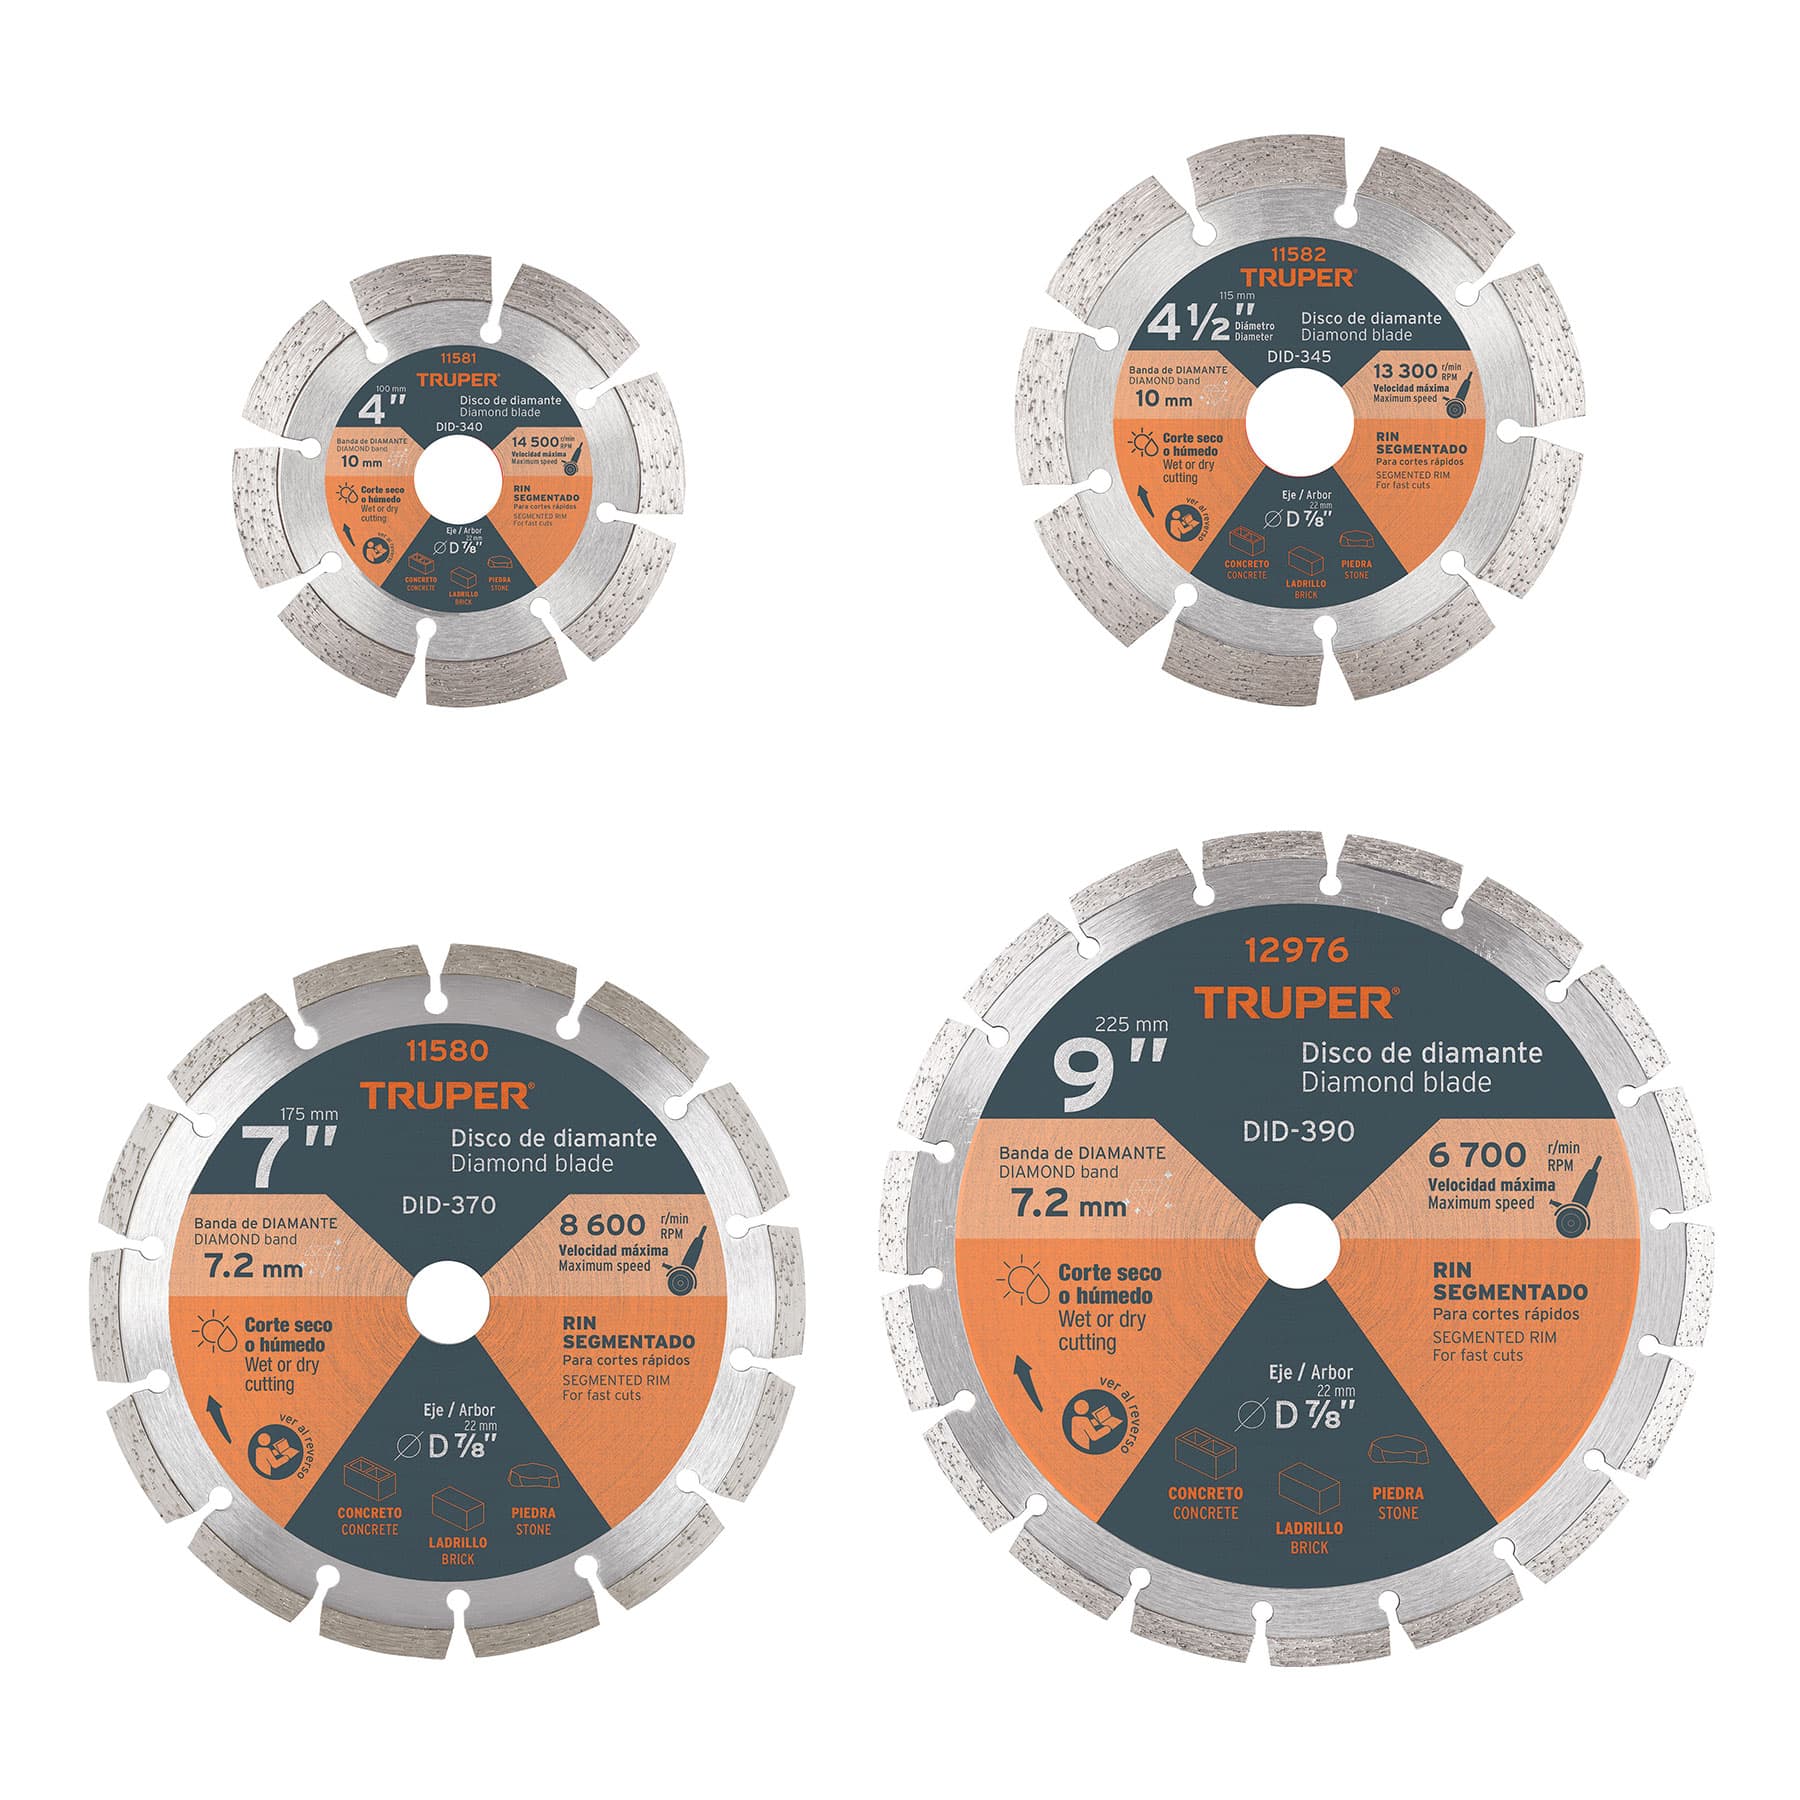 11581
TRUPER®
100 mm
4"
Disco de diamante
Diamond blade
DID-340
Banda de DIAMANTE
DIAMOND band
10 mm
14 500 r/min
RPM
Velocidad máxima
Maximum speed
Corte seco
o húmedo
Wet or dry
cutting
RIN
SEGMENTADO
Para cortes rápidos
SEGMENTED RIM
For fast cuts
ver al reverso
Eje / Arbor
22 mm
D 7/8"
CONCRETO
CONCRETE
LADRILLO
BRICK
PIEDRA
STONE
11582
TRUPER®
115 mm
4 1/2"
Diámetro
Diameter
Disco de diamante
Diamond blade
DID-345
Banda de DIAMANTE
DIAMOND band
10 mm
13 300 r/min
RPM
Velocidad máxima
Maximum speed
Corte seco
o húmedo
Wet or dry
cutting
RIN
SEGMENTADO
Para cortes rápidos
SEGMENTED RIM
For fast cuts
ver al reverso
Eje / Arbor
22 mm
D 7/8"
CONCRETO
CONCRETE
LADRILLO
BRICK
PIEDRA
STONE
11580
TRUPER®
175 mm
7"
Disco de diamante
Diamond blade
DID-370
Banda de DIAMANTE
DIAMOND band
7.2 mm
8 600 r/min
RPM
Velocidad máxima
Maximum speed
Corte seco
o húmedo
Wet or dry
cutting
RIN
SEGMENTADO
Para cortes rápidos
SEGMENTED RIM
For fast cuts
ver al reverso
Eje / Arbor
22 mm
D 7/8"
CONCRETO
CONCRETE
LADRILLO
BRICK
PIEDRA
STONE
12976
TRUPER®
225 mm
9"
Disco de diamante
Diamond blade
DID-390
Banda de DIAMANTE
DIAMOND band
7.2 mm
6 700 r/min
RPM
Velocidad máxima
Maximum speed
Corte seco
o húmedo
Wet or dry
cutting
RIN
SEGMENTADO
Para cortes rápidos
SEGMENTED RIM
For fast cuts
ver al reverso
Eje / Arbor
22 mm
D 7/8"
CONCRETO
CONCRETE
LADRILLO
BRICK
PIEDRA
STONE